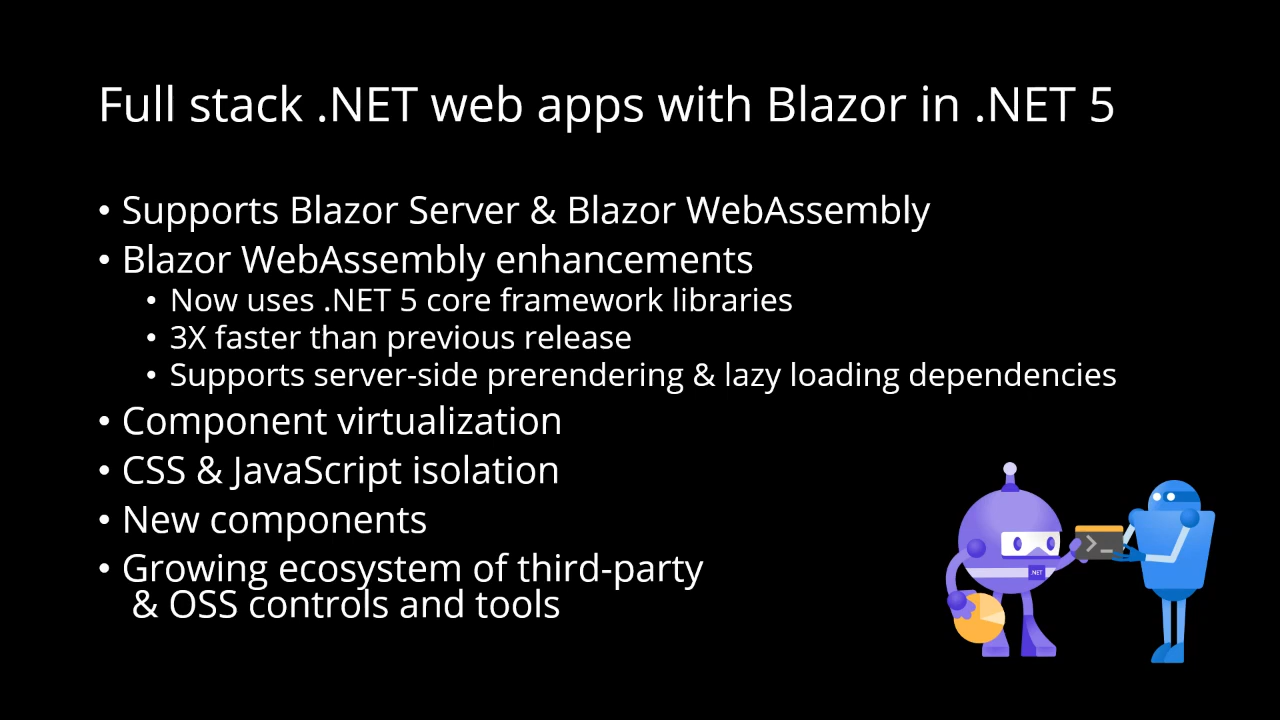 Full stack .NET web apps with Blazor in .NET 5
• Supports Blazor Server & Blazor WebAssembly
• Blazor WebAssembly enhancements
• Now uses .NET 5 core framework libraries
• 3X faster than previous release
• Supports server-side prerendering & lazy loading dependencies
• Component virtualization
• CSS & JavaScript isolation
• New components
• Growing ecosystem of third-party
& OSS controls and tools
>_
.NET